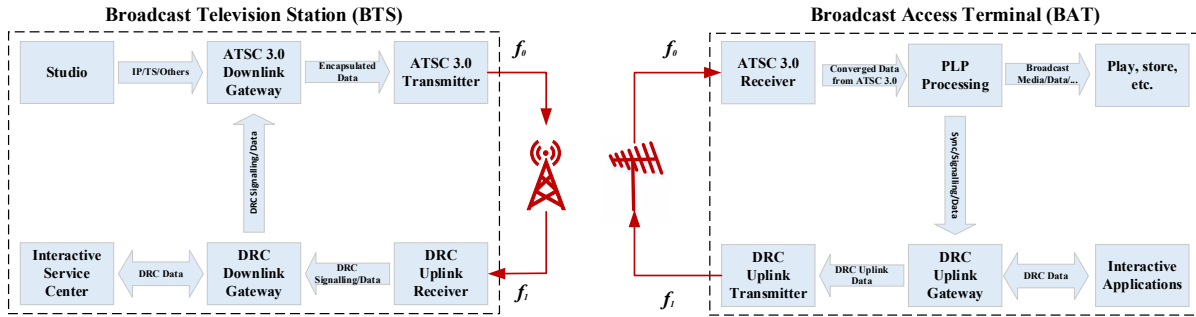 Broadcast Television Station (BTS)
Broadcast Access Terminal (BAT)
Studio
IP/TS/Others
ATSC 3.0
Downlink
Gateway
Encapsulated
Data
ATSC 3.0
Transmitter
f0
f0
ATSC 3.0
Receiver
Converged Data
from ATSC 3.0
PLP
Processing
Broadcast
Media/Data/...
Play, store,
etc.
DRC Signalling/Data
Sync/Signalling/
Data
Interactive
Service
Center
DRC Data
DRC
Downlink
Gateway
DRC
Signalling/Data
DRC
Uplink
Receiver
f1
f1
DRC
Uplink
Transmitter
DRC Uplink
Data
DRC
Uplink
Gateway
DRC Data
Interactive
Applications